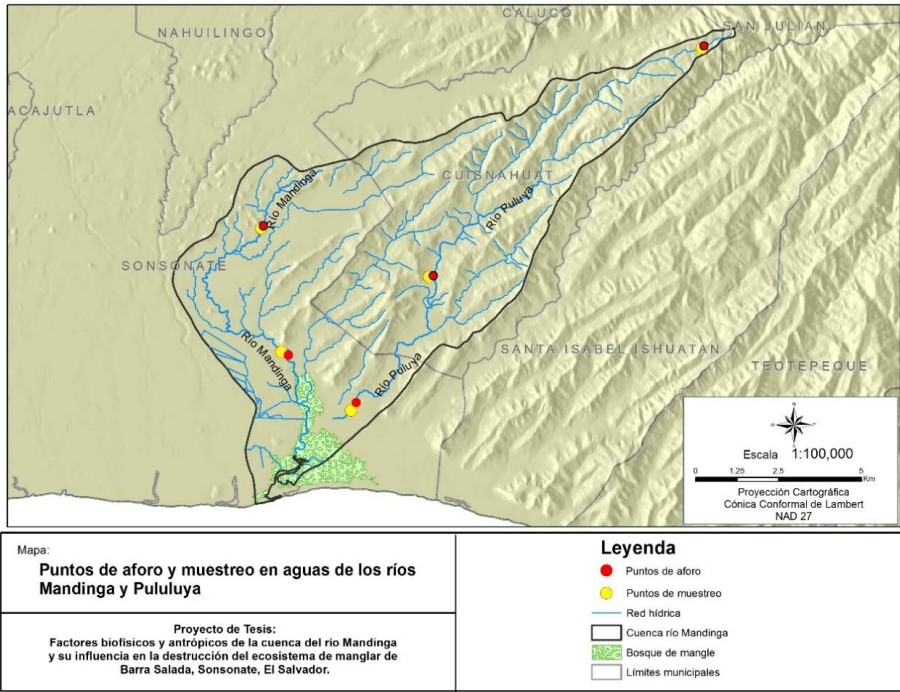 CALUCO
SAN JULIAN
NAHUILINGO
ACAJUTLA
CUISNAHUAT
Río Mandinga
Río Puluya
SONSONATE
Río Mandinga
Río Puluya
SANTA ISABEL ISHUATAN
TEOTEPEQUE
N
W
E
S
Escala 1:100,000
0 1.25 2.5 5
Km
Proyección Cartográfica
Cónica Conformal de Lambert
NAD 27
Mapa:
Puntos de aforo y muestreo en aguas de los ríos
Mandinga y Pululuya
Proyecto de Tesis:
Factores biofísicos y antrópicos de la cuenca del rio Mandinga
y su influencia en la destrucción del ecosistema de manglar de
Barra Salada, Sonsonate, El Salvador.
Leyenda
Puntos de aforo
Puntos de muestreo
Red hídrica
Cuenca río Mandinga
Bosque de mangle
Límites municipales